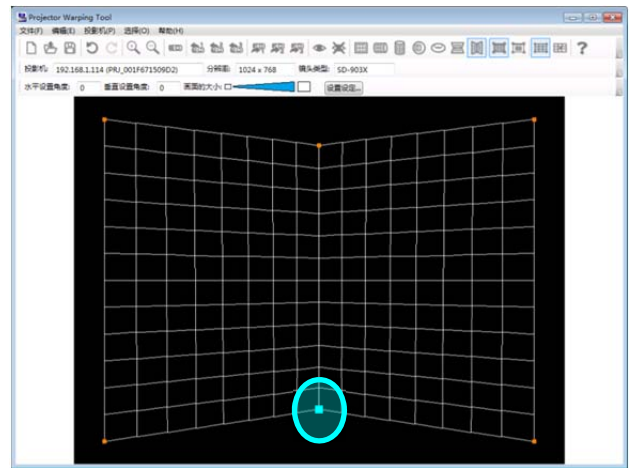 Projector Warping Tool
文件(F) 编辑(E) 投影机(P) 选择(O) 帮助(H)
投影机: 192.168.1.114 (PRJ_001F671509D2) 分辨率: 1024 x 768 镜头类型: SD-903X
水平设置角度: 0 垂直设置角度: 0 画面的大小: 设置设定...